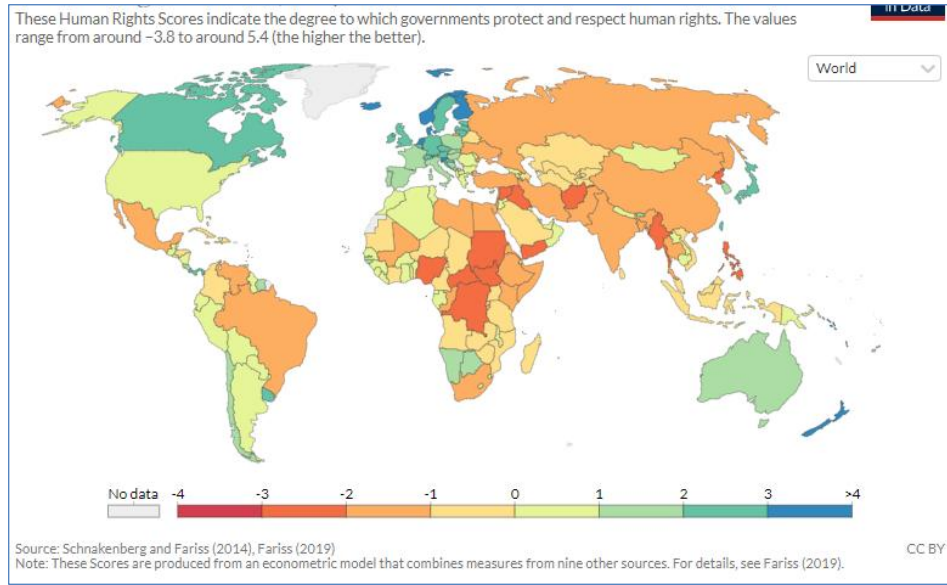 These Human Rights Scores indicate the degree to which governments protect and respect human rights. The values
in Data
range from around −3.8 to around 5.4 (the higher the better).
World
No data -4 -3 -2 -1 0 1 2 3 >4
Source: Schnakenberg and Fariss (2014), Fariss (2019)
CC BY
Note: These Scores are produced from an econometric model that combines measures from nine other sources. For details, see Fariss (2019).